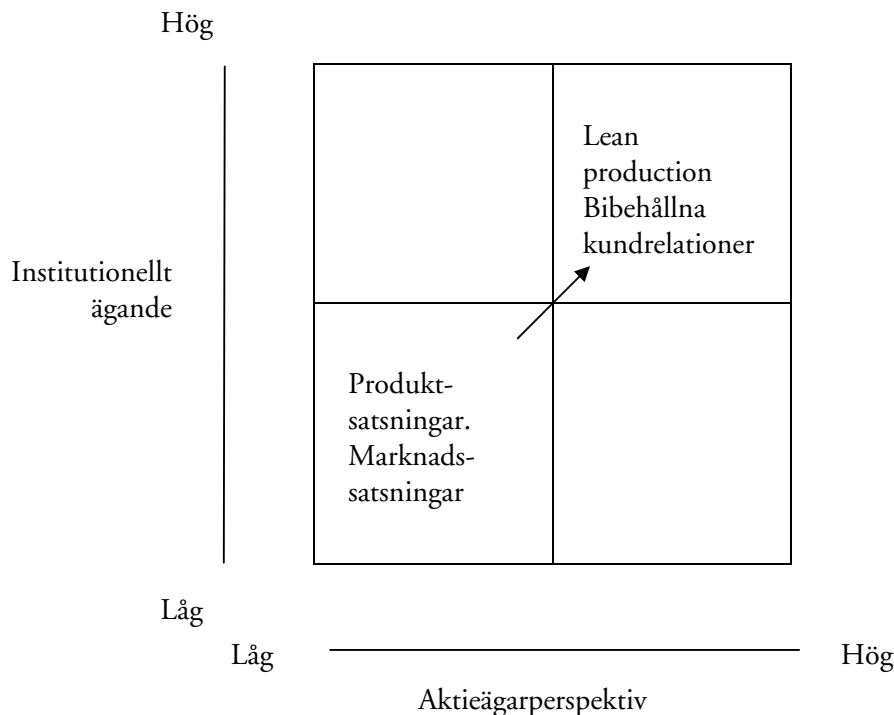 Hög
Lean
production
Bibehållna
kundrelationer
Institutionellt
ägande
Produkt-
satsningar.
Marknads-
satsningar
Låg
Låg
Hög
Aktieägarperspektiv